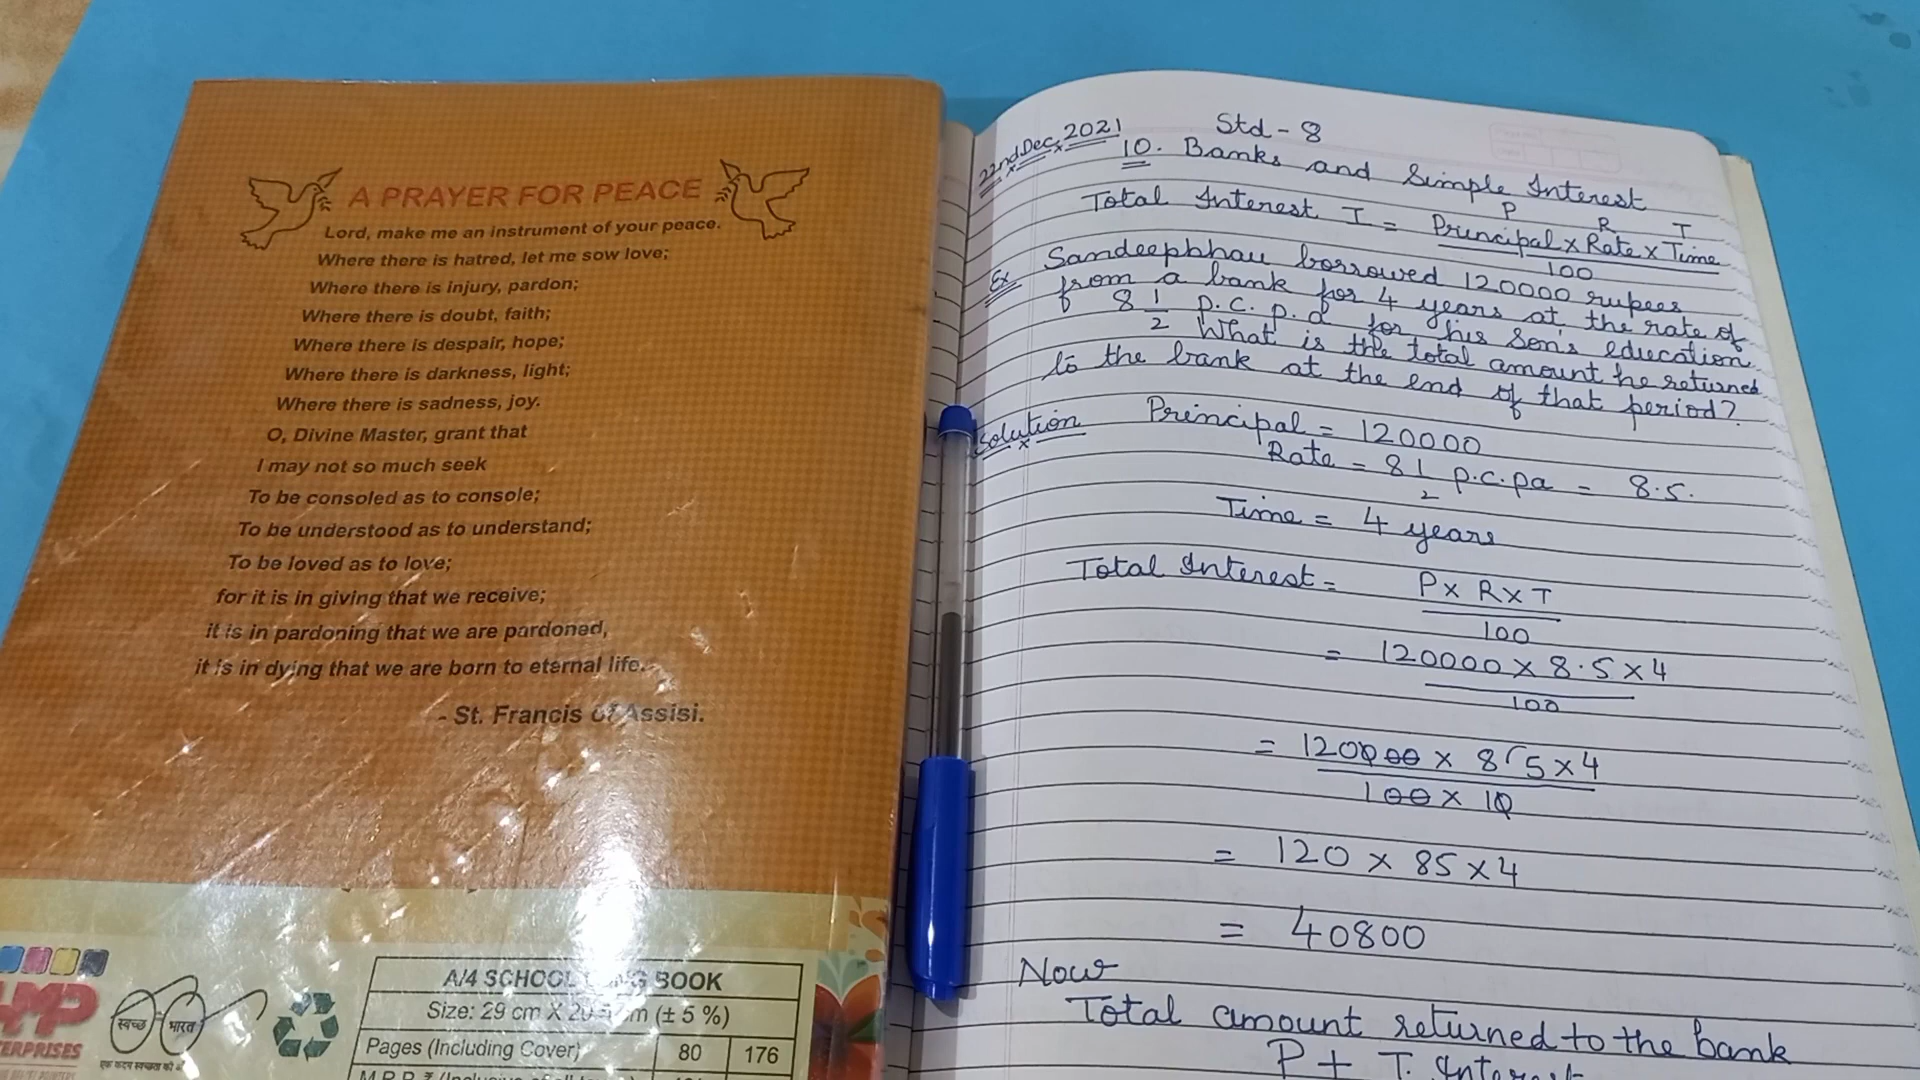 A PRAYER FOR PEACE
Lord, make me an instrument of your peace.
Where there is hatred, let me sow love;
Where there is injury, pardon;
Where there is doubt, faith;
Where there is despair, hope;
Where there is darkness, light;
Where there is sadness, joy.
O, Divine Master, grant that
I may not so much seek
To be consoled as to console;
To be understood as to understand;
To be loved as to love;
for it is in giving that we receive;
it is in pardoning that we are pardoned,
it is in dying that we are born to eternal life.
- St. Francis of Assisi.
स्वच्छ भारत
ERPRISES
A/4 SCHOOL BOOK
Size: 29 cm X (± 5 %)
Pages (Including Cover) 80 176
22nd Dec, 2021
Std - 8
10. Banks and Simple Interest
P R T
Total Interest I = Principal x Rate x Time
100
Ex Sandeepbhau borrowed 120000 rupees
from a bank for 4 years at the rate of
8 1/2 p.c.p.a for his son's education.
What is the total amount he returned
to the bank at the end of that period?
Solution Principal = 120000
Rate = 8 1/2 p.c.pa = 8.5.
Time = 4 years
Total Interest = P x R x T
100
= 120000 x 8.5 x 4
100
= 120000 x 85 x 4
100 x 10
= 120 x 85 x 4
= 40800
Now
Total amount returned to the bank
P + T. Interest